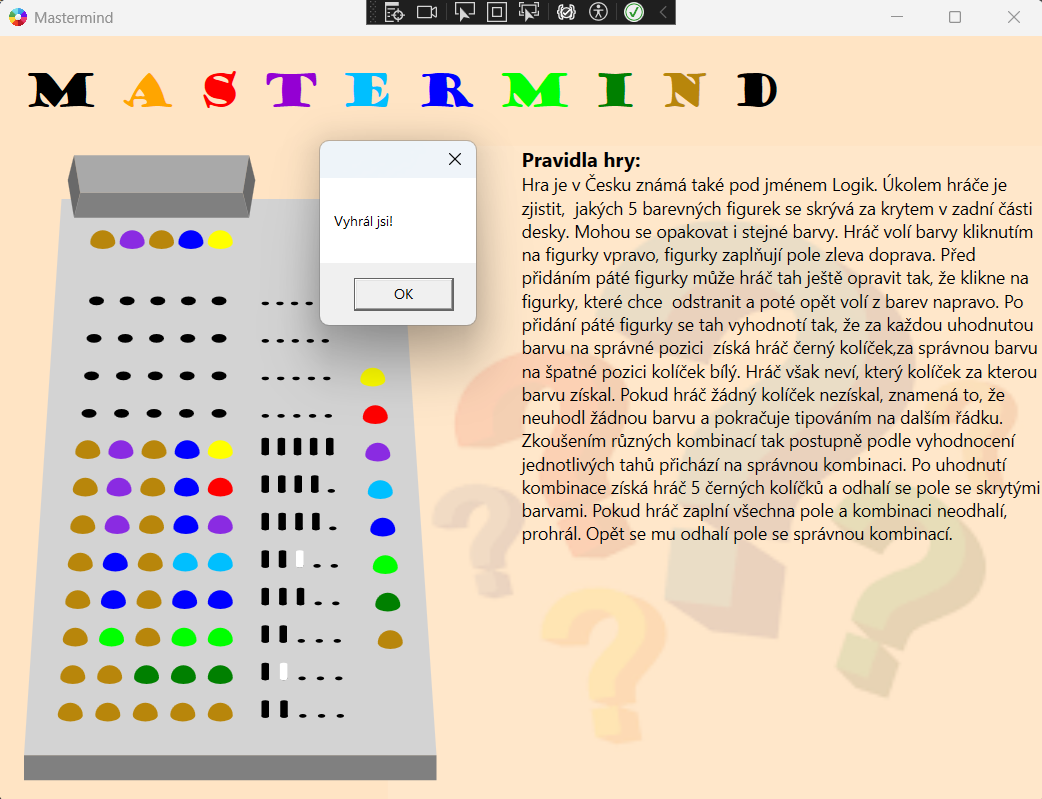 Mastermind
MASTERMIND
Vyhrál jsi!
OK
Pravidla hry:
Hra je v Česku známá také pod jménem Logik. Úkolem hráče je
zjistit,  jakých 5 barevných figurek se skrývá za krytem v zadní části
desky. Mohou se opakovat i stejné barvy. Hráč volí barvy kliknutím
na figurky vpravo, figurky zaplňují pole zleva doprava. Před
přidáním páté figurky může hráč tah ještě opravit tak, že klikne na
figurky, které chce  odstranit a poté opět volí z barev napravo. Po
přidání páté figurky se tah vyhodnotí tak, že za každou uhodnutou
barvu na správné pozici  získá hráč černý kolíček,za správnou barvu
na špatné pozici kolíček bílý. Hráč však neví, který kolíček za kterou
barvu získal. Pokud hráč žádný kolíček nezískal, znamená to, že
neuhodl žádnou barvu a pokračuje tipováním na dalším řádku.
Zkoušením různých kombinací tak postupně podle vyhodnocení
jednotlivých tahů přichází na správnou kombinaci. Po uhodnutí
kombinace získá hráč 5 černých kolíčků a odhalí se pole se skrytými
barvami. Pokud hráč zaplní všechna pole a kombinaci neodhalí,
prohrál. Opět se mu odhalí pole se správnou kombinací.